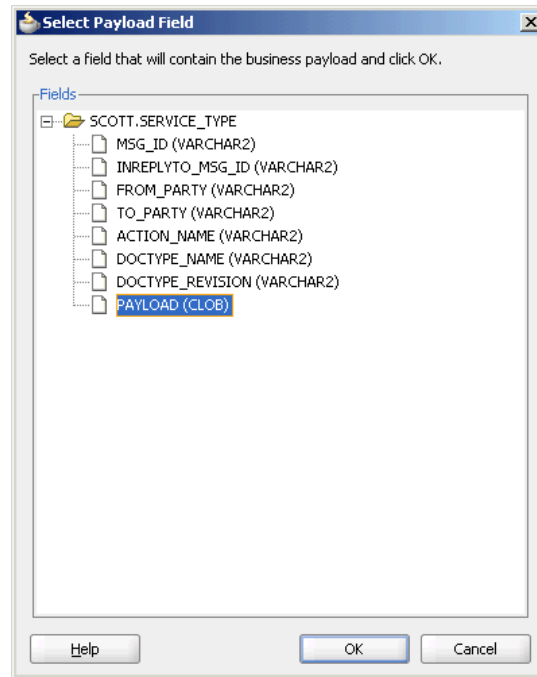 Select Payload Field
Select a field that will contain the business payload and click OK.
Fields
SCOTT.SERVICE_TYPE
MSG_ID (VARCHAR2)
INREPLYTO_MSG_ID (VARCHAR2)
FROM_PARTY (VARCHAR2)
TO_PARTY (VARCHAR2)
ACTION_NAME (VARCHAR2)
DOCTYPE_NAME (VARCHAR2)
DOCTYPE_REVISION (VARCHAR2)
PAYLOAD (CLOB)
Help OK Cancel